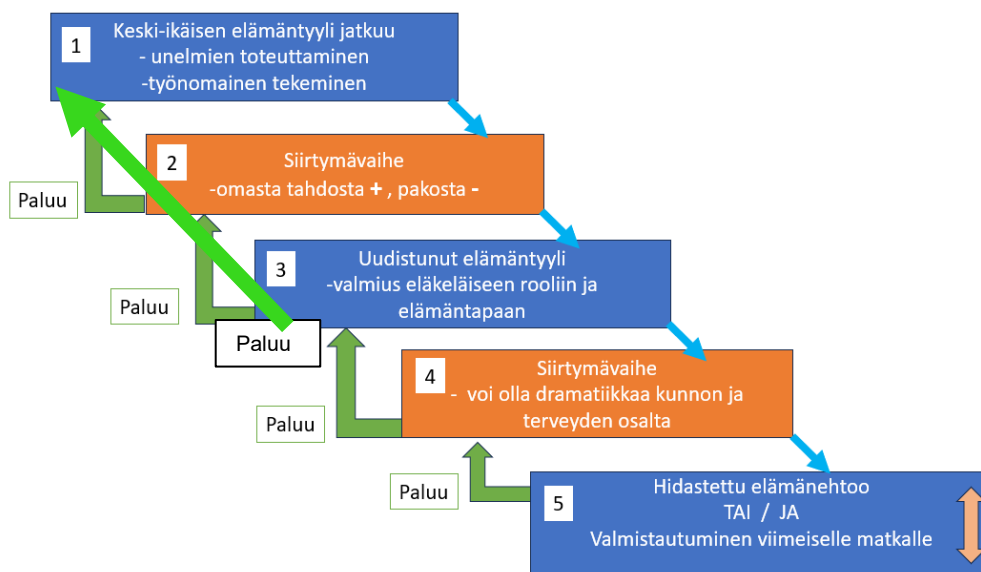 1
Keski-ikäisen elämäntyyli jatkuu
- unelmien toteuttaminen
-työnomainen tekeminen
2
Siirtymävaihe
-omasta tahdosta + , pakosta -
Paluu
3
Uudistunut elämäntyyli
-valmius eläkeläiseen rooliin ja
elämäntapaan
Paluu
Paluu
4
Siirtymävaihe
- voi olla dramatiikkaa kunnon ja
terveyden osalta
Paluu
5
Hidastettu elämänehtoo
TAI / JA
Valmistautuminen viimeiselle matkalle
Paluu